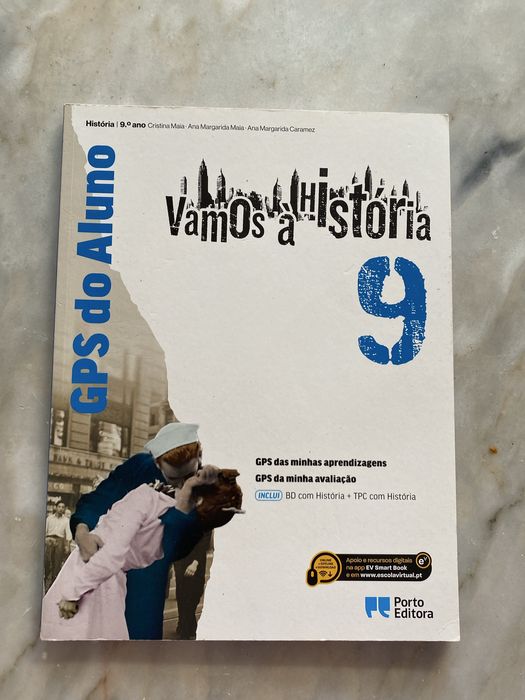 História | 9.º ano Cristina Maia · Ana Margarida Maia · Ana Margarida Caramez
GPS do Aluno
Vamos à História
9
GPS das minhas aprendizagens
GPS da minha avaliação
INCLUI BD com História + TPC com História
Apoio e recursos digitais
na app EV Smart Book
e em www.escolavirtual.pt
Porto
Editora